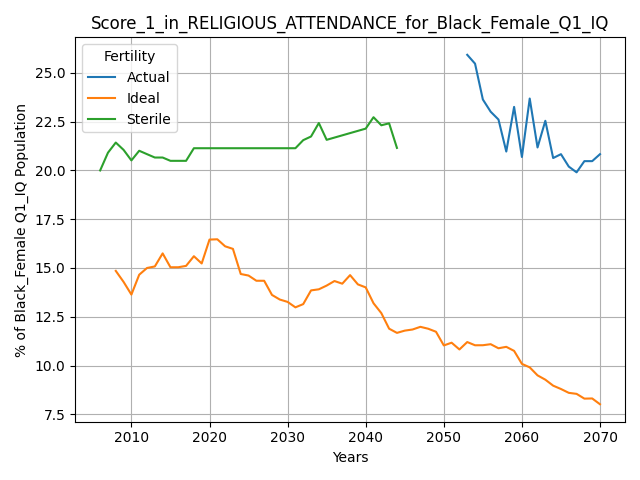 Score_1_in_RELIGIOUS_ATTENDANCE_for_Black_Female_Q1_IQ
Fertility
Actual
Ideal
Sterile
% of Black_Female Q1_IQ Population
25.0
22.5
20.0
17.5
15.0
12.5
10.0
7.5
2010 2020 2030 2040 2050 2060 2070
Years